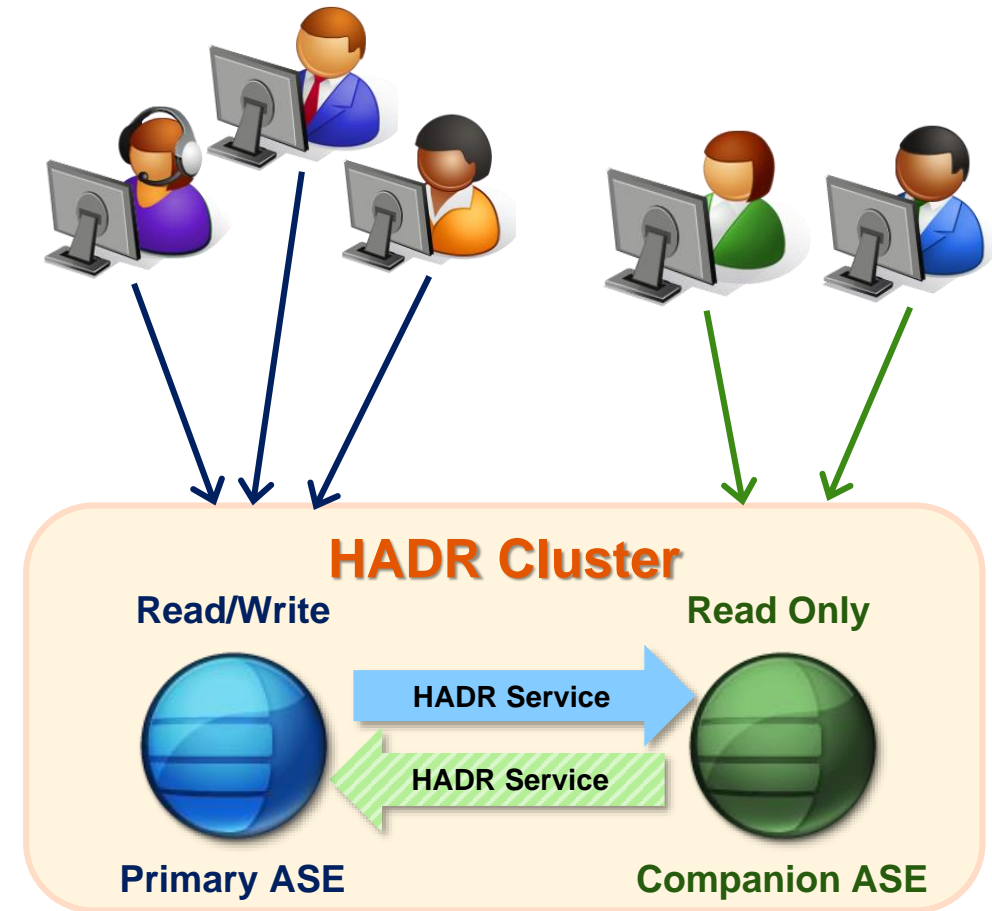 HADR Cluster
Read/Write
Read Only
HADR Service
HADR Service
Primary ASE
Companion ASE